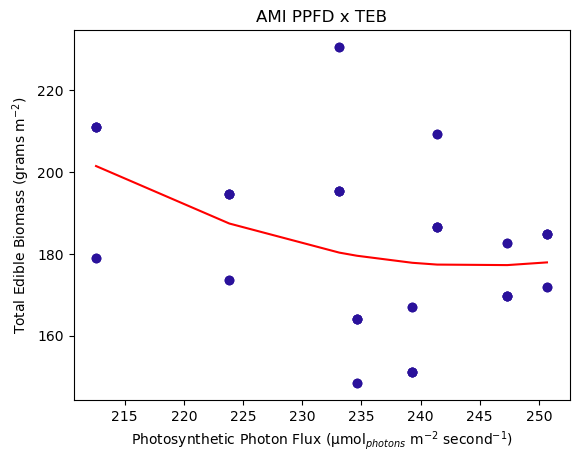 AMI PPFD x TEB
Total Edible Biomass (grams m⁻²)
220
200
180
160
215 220 225 230 235 240 245 250
Photosynthetic Photon Flux (μmol_photons m⁻² second⁻¹)